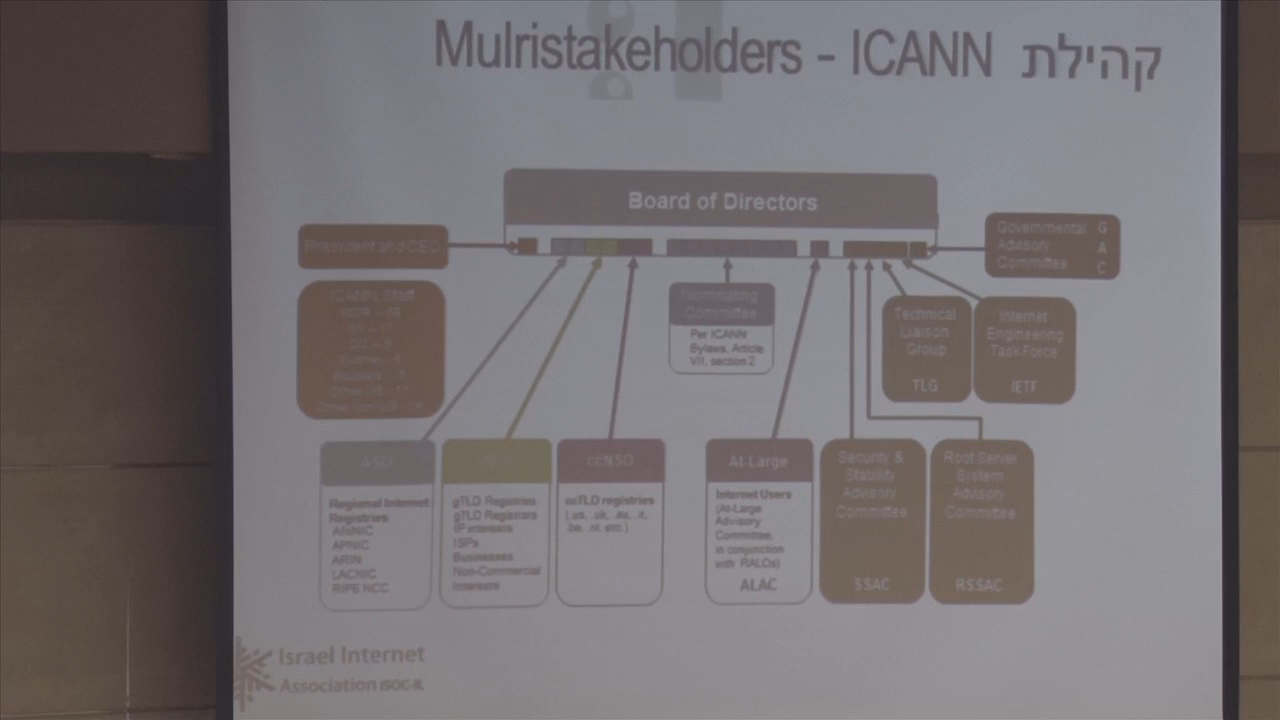 Mulristakeholders - ICANN קהילת
Board of Directors
President and CEO
Governmental
Advisory
Committee
G
A
C
ICANN Staff
Nominating
Committee
Per ICANN
Bylaws, Article
VII, section 2
Technical
Liaison
Group
TLG
Internet
Engineering
Task Force
IETF
ASO
Regional Internet
Registries
AfriNIC
APNIC
ARIN
LACNIC
RIPE NCC
gTLD Registries
gTLD Registrars
IP interests
ISPs
Businesses
Non-Commercial
Interests
ccNSO
ccTLD registries
(.us, .uk, .au, .it,
.be, .nl, etc.)
At-Large
Internet Users
(At-Large
Advisory
Committee,
in conjunction
with RALOs)
ALAC
Security &
Stability
Advisory
Committee
SSAC
Root Server
System
Advisory
Committee
RSSAC
Israel Internet
Association ISOC-IL